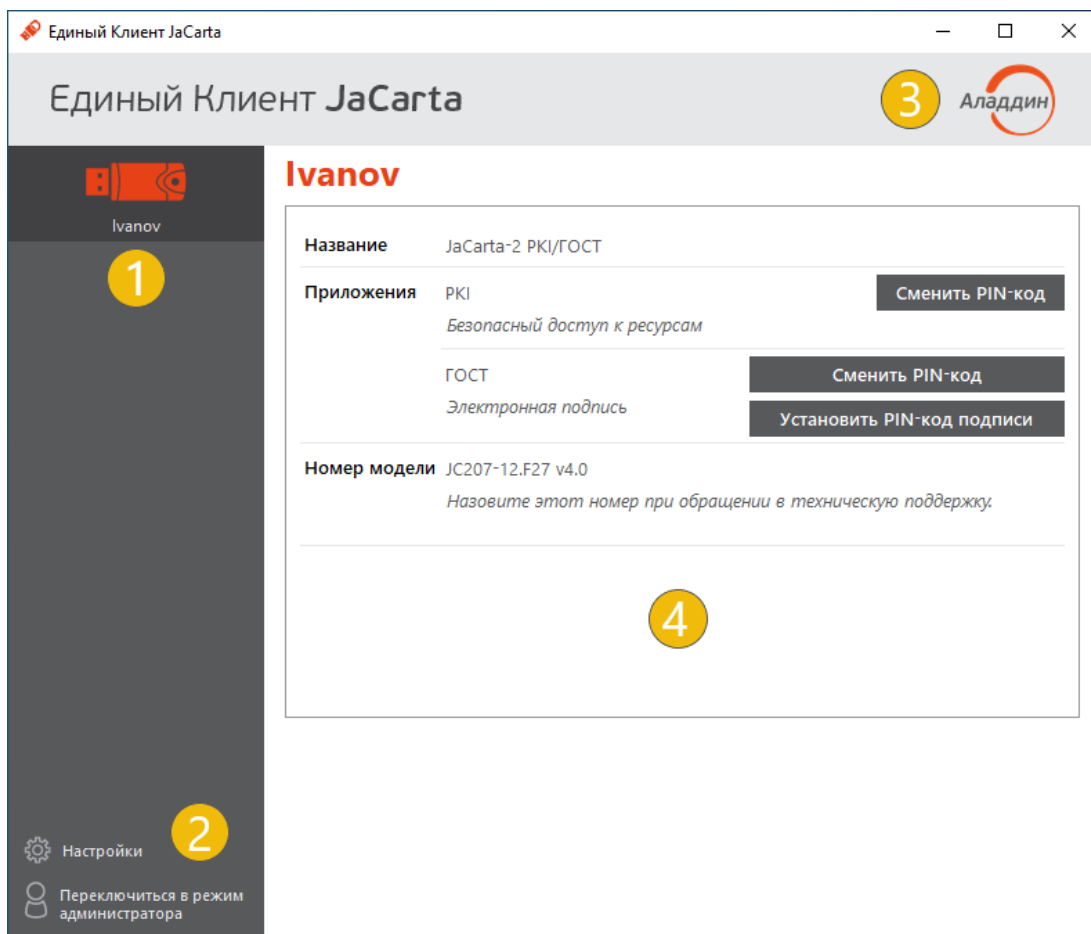 Единый Клиент JaCarta
Единый Клиент JaCarta
3
Аладдин
Ivanov
1
Ivanov
Название JaCarta-2 PKI/ГОСТ
Приложения PKI Сменить PIN-код
Безопасный доступ к ресурсам
ГОСТ Сменить PIN-код
Электронная подпись
Установить PIN-код подписи
Номер модели JC207-12.F27 v4.0
Назовите этот номер при обращении в техническую поддержку.
4
2
Настройки
Переключиться в режим
администратора